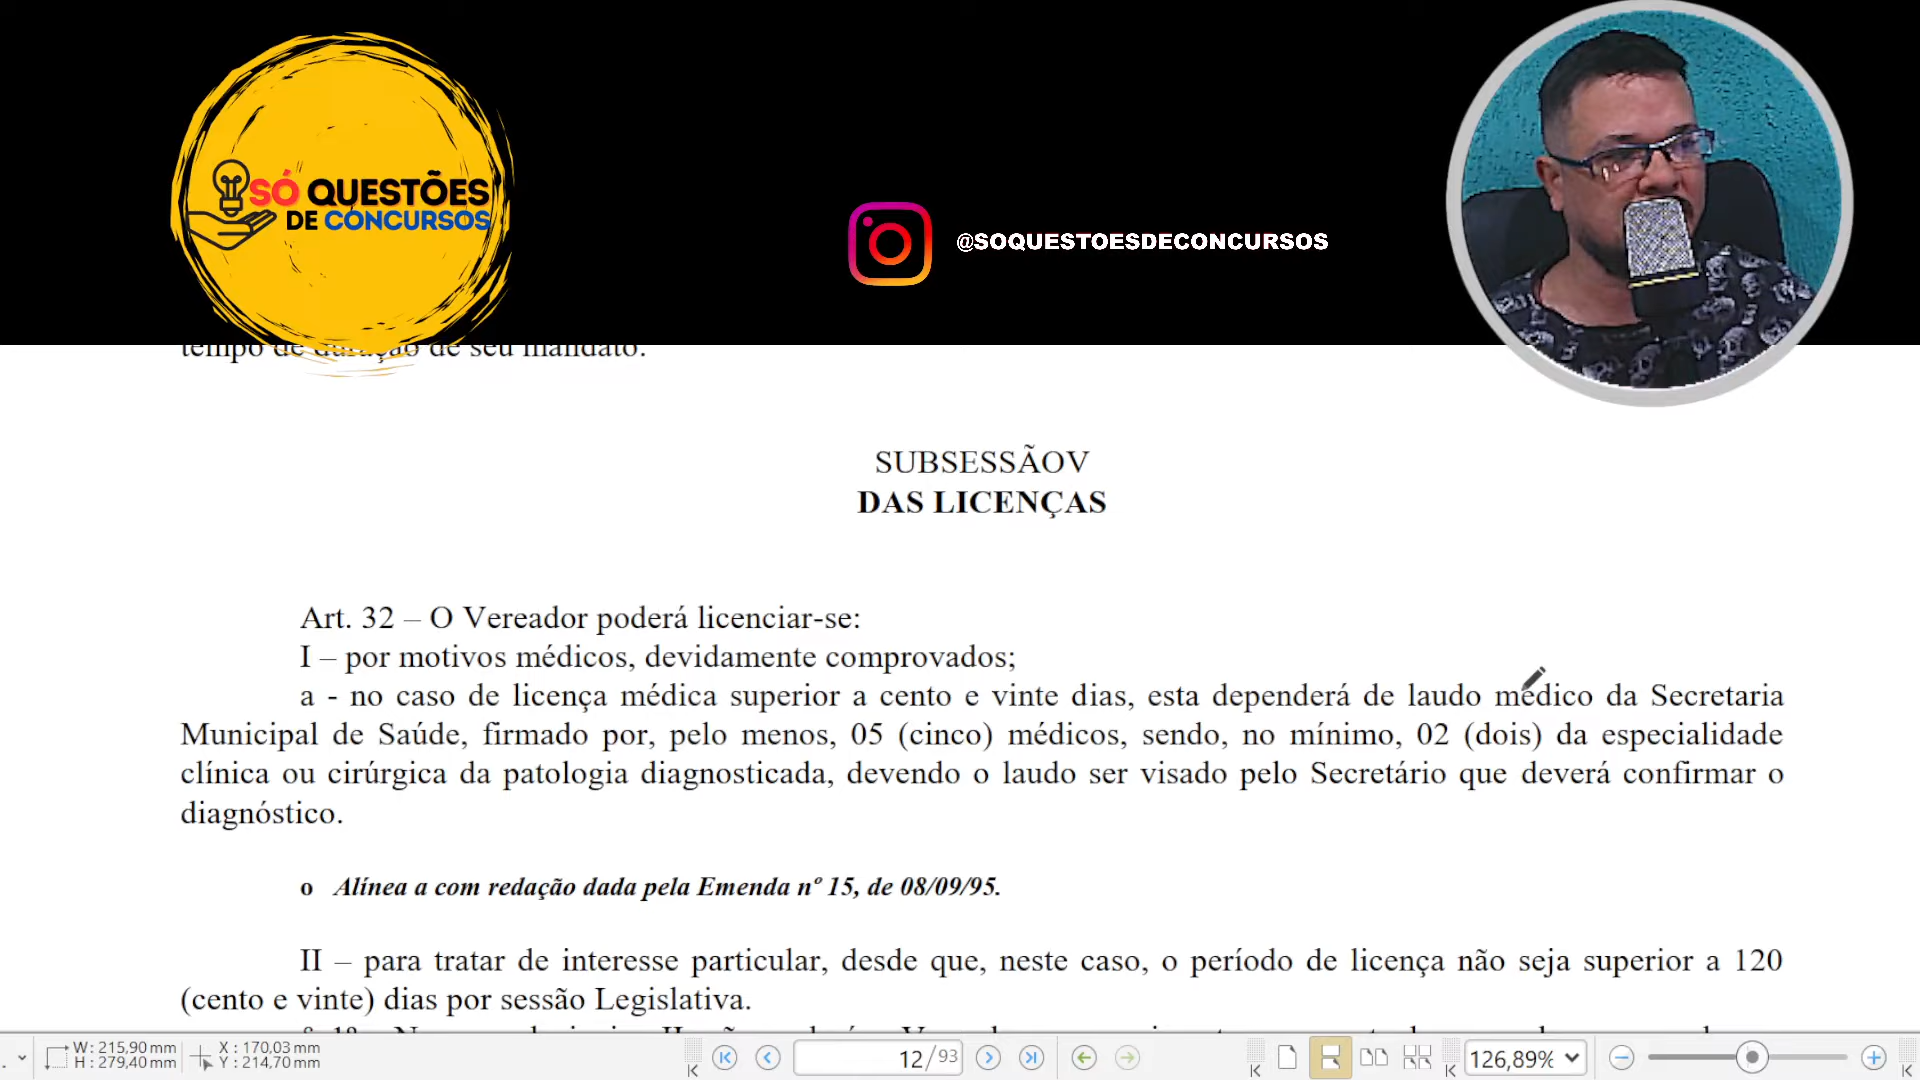 SÓ QUESTÕES
DE CONCURSOS
@SOQUESTOESDECONCURSOS
tempo de duração de seu mandato.
SUBSESSÃOV
DAS LICENÇAS
Art. 32 – O Vereador poderá licenciar-se:
I – por motivos médicos, devidamente comprovados;
a - no caso de licença médica superior a cento e vinte dias, esta dependerá de laudo médico da Secretaria
Municipal de Saúde, firmado por, pelo menos, 05 (cinco) médicos, sendo, no mínimo, 02 (dois) da especialidade
clínica ou cirúrgica da patologia diagnosticada, devendo o laudo ser visado pelo Secretário que deverá confirmar o
diagnóstico.
o Alínea a com redação dada pela Emenda nº 15, de 08/09/95.
II – para tratar de interesse particular, desde que, neste caso, o período de licença não seja superior a 120
(cento e vinte) dias por sessão Legislativa.
W: 215,90 mm
H : 279,40 mm
X : 170,03 mm
Y : 214,70 mm
12/93
126,89%